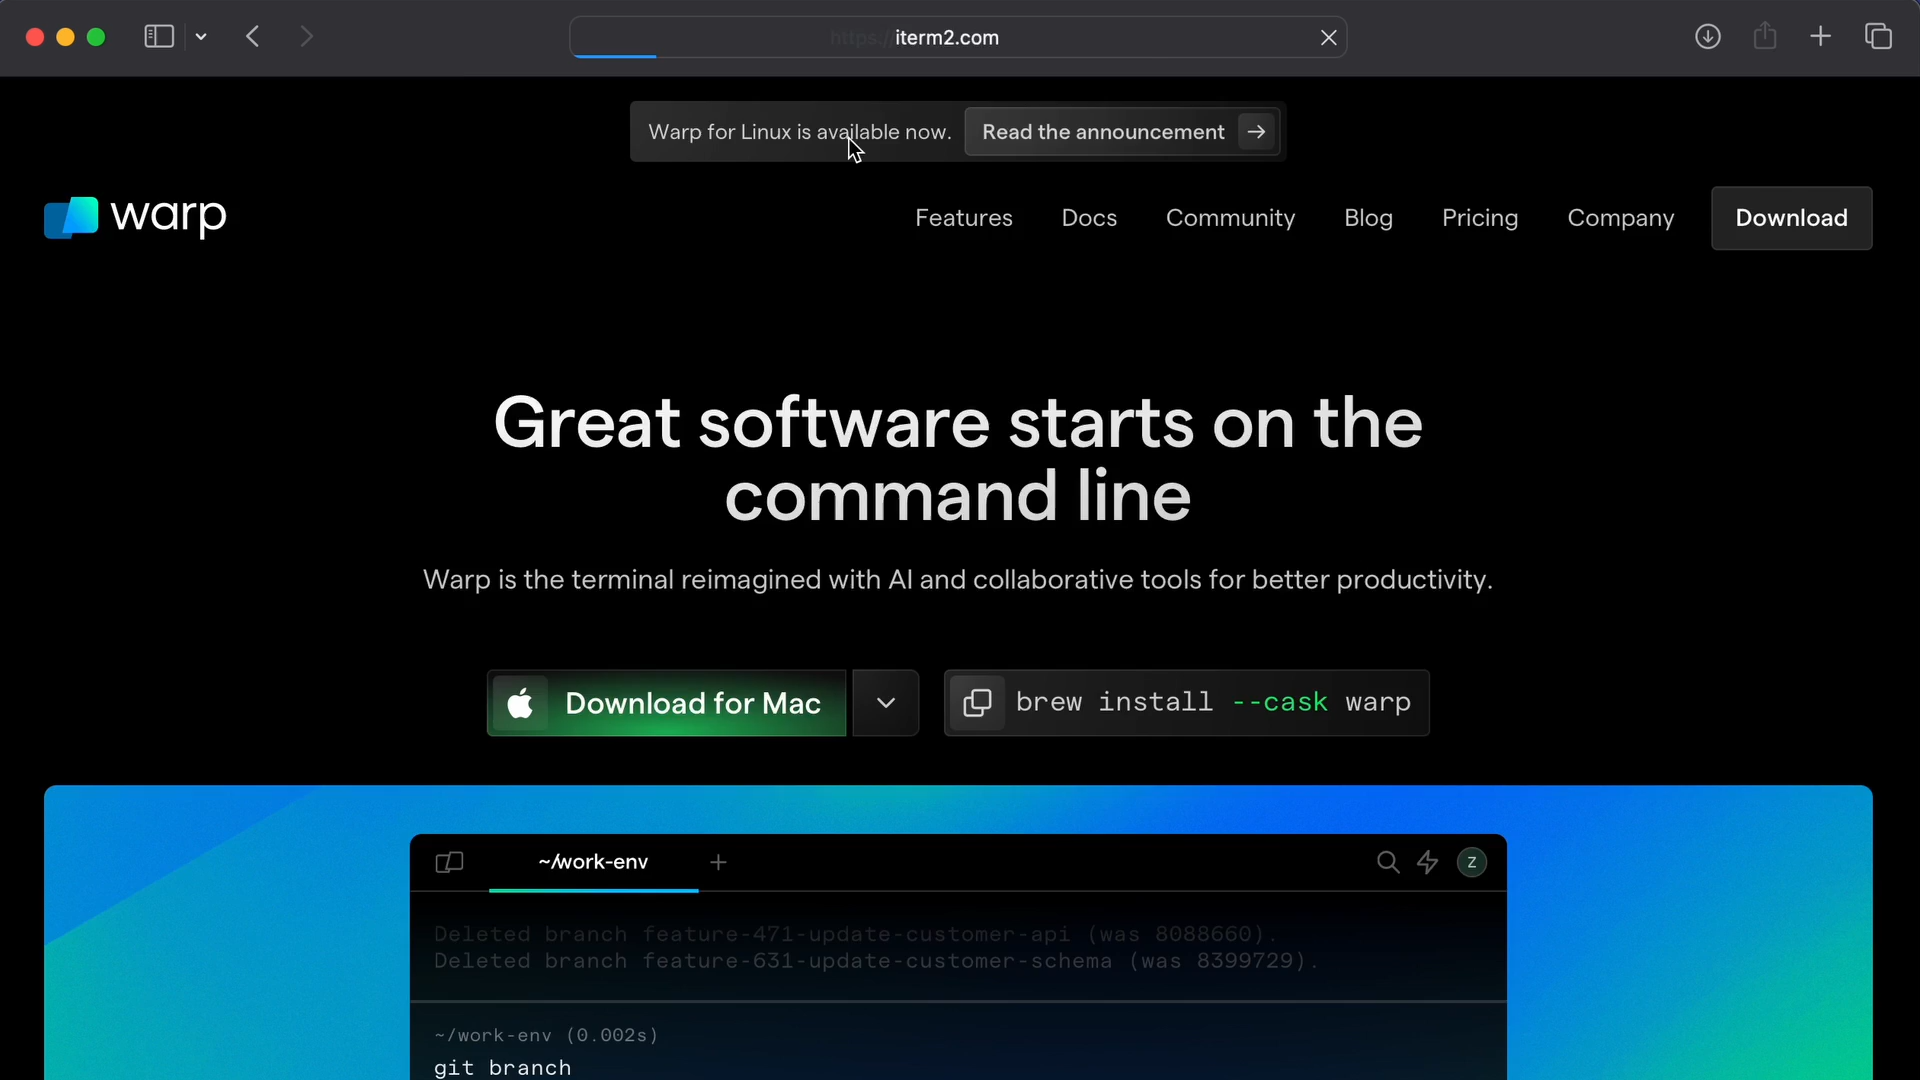 https://iterm2.com
Warp for Linux is available now. Read the announcement
warp
Features Docs Community Blog Pricing Company Download
Great software starts on the
command line
Warp is the terminal reimagined with AI and collaborative tools for better productivity.
Download for Mac
brew install --cask warp
~/work-env
Z
Deleted branch feature-471-update-customer-api (was 8088660).
Deleted branch feature-631-update-customer-schema (was 8399729).
~/work-env (0.002s)
git branch